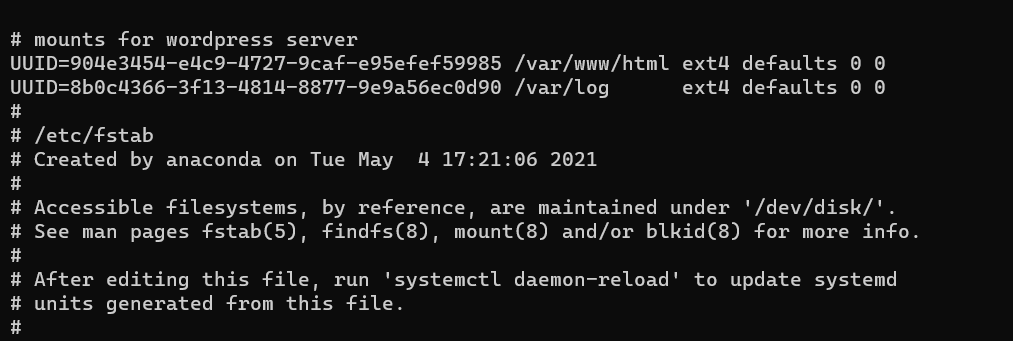 # mounts for wordpress server
UUID=904e3454-e4c9-4727-9caf-e95efef59985 /var/www/html ext4 defaults 0 0
UUID=8b0c4366-3f13-4814-8877-9e9a56ec0d90 /var/log      ext4 defaults 0 0
#
# /etc/fstab
# Created by anaconda on Tue May  4 17:21:06 2021
#
# Accessible filesystems, by reference, are maintained under '/dev/disk/'.
# See man pages fstab(5), findfs(8), mount(8) and/or blkid(8) for more info.
#
# After editing this file, run 'systemctl daemon-reload' to update systemd
# units generated from this file.
#